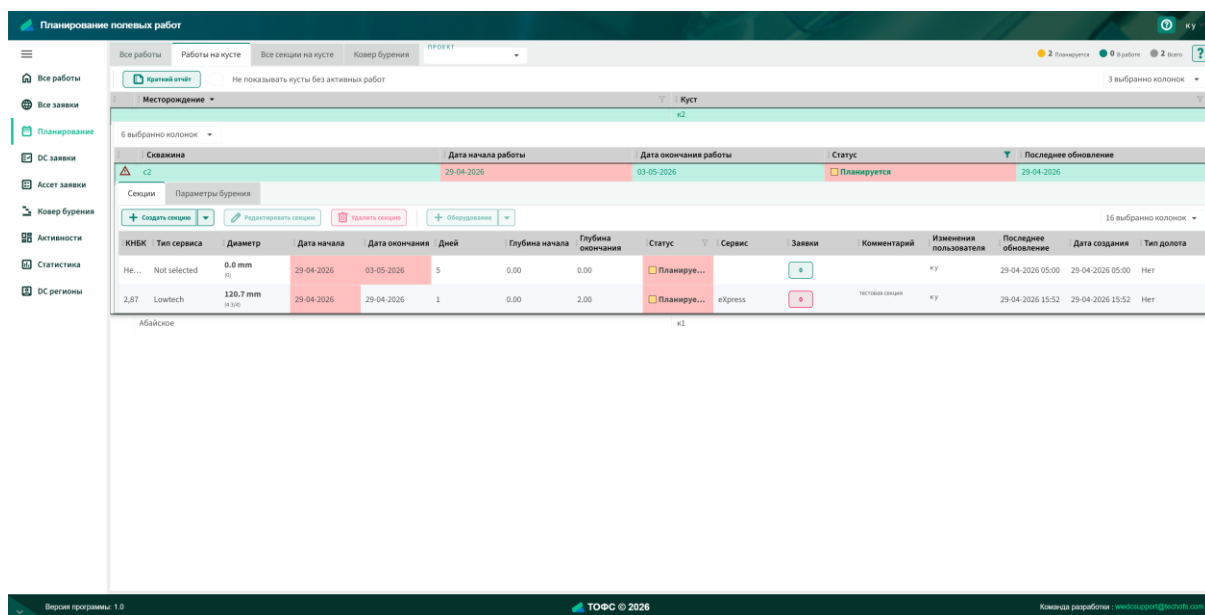 Планирование полевых работ
ку
Все работы
Работы на кусте
Все секции на кусте
Ковер бурения
ПРОЕКТ
2 Планируется 0 В работе 2 Всего
?
Все работы
Все заявки
Планирование
DC заявки
Ассет заявки
Ковер бурения
Активности
Статистика
DC регионы
Краткий отчёт
Не показывать кусты без активных работ
3 выбранно колонок
Месторождение
Куст
к2
6 выбранно колонок
Скважина
Дата начала работы
Дата окончания работы
Статус
Последнее обновление
с2
29-04-2026
03-05-2026
Планируется
29-04-2026
Секции
Параметры бурения
Создать секцию
Редактировать секцию
Удалить секцию
Оборудование
16 выбранно колонок
КНБК Тип сервиса Диаметр Дата начала Дата окончания Дней Глубина начала Глубина окончания Статус Сервис Заявки Комментарий Изменения пользователя Последнее обновление Дата создания Тип долота
Не... Not selected 0.0 mm (0) 29-04-2026 03-05-2026 5 0.00 0.00 Планируе... 0 ку 29-04-2026 05:00 29-04-2026 05:00 Нет
2,87 Lowtech 120.7 mm (4 3/4) 29-04-2026 29-04-2026 1 0.00 2.00 Планируе... eXpress 0 тестовая секция ку 29-04-2026 15:52 29-04-2026 15:52 Нет
Абайское
к1
Версия программы: 1.0
ТОФС © 2026
Команда разработки : wwdcsupport@techofs.com